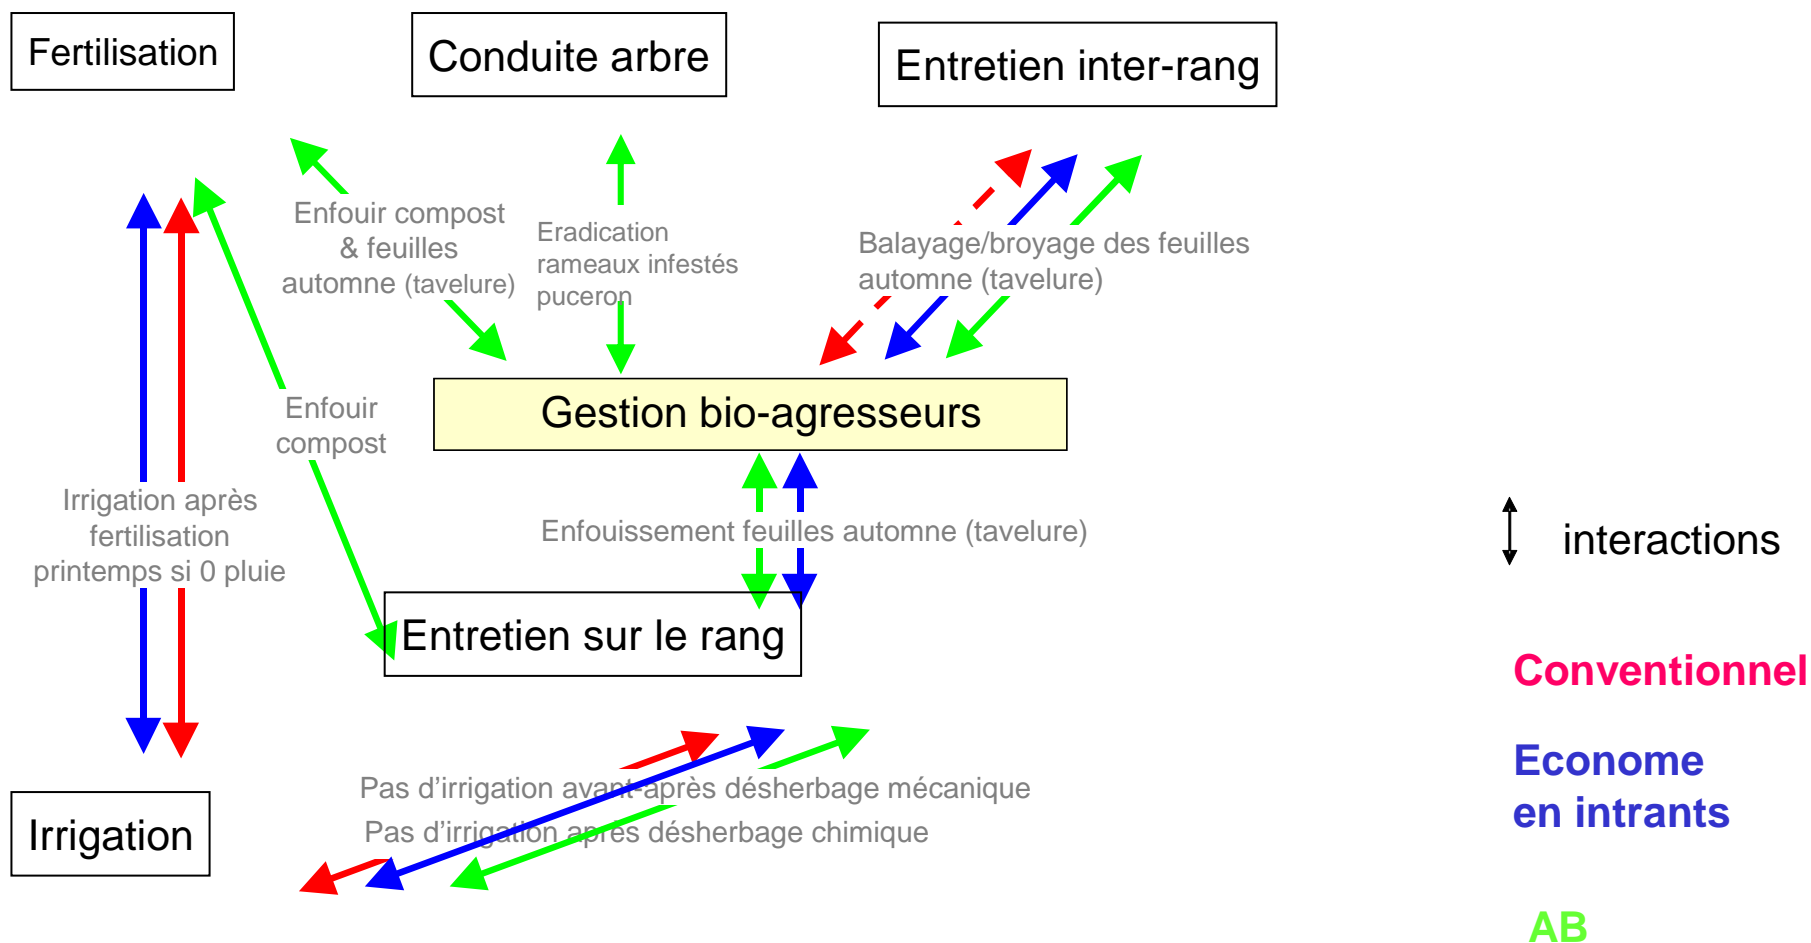 Fertilisation
Conduite arbre
Entretien inter-rang
Enfouir compost
& feuilles
automne (tavelure)
Eradication
rameaux infestés
puceron
Balayage/broyage des feuilles
automne (tavelure)
Enfouir
compost
Gestion bio-agresseurs
Irrigation après
fertilisation
printemps si 0 pluie
Enfouissement feuilles automne (tavelure)
Entretien sur le rang
Pas d’irrigation avant-après désherbage mécanique
Pas d’irrigation après désherbage chimique
Irrigation
interactions
Conventionnel
Econome
en intrants
AB